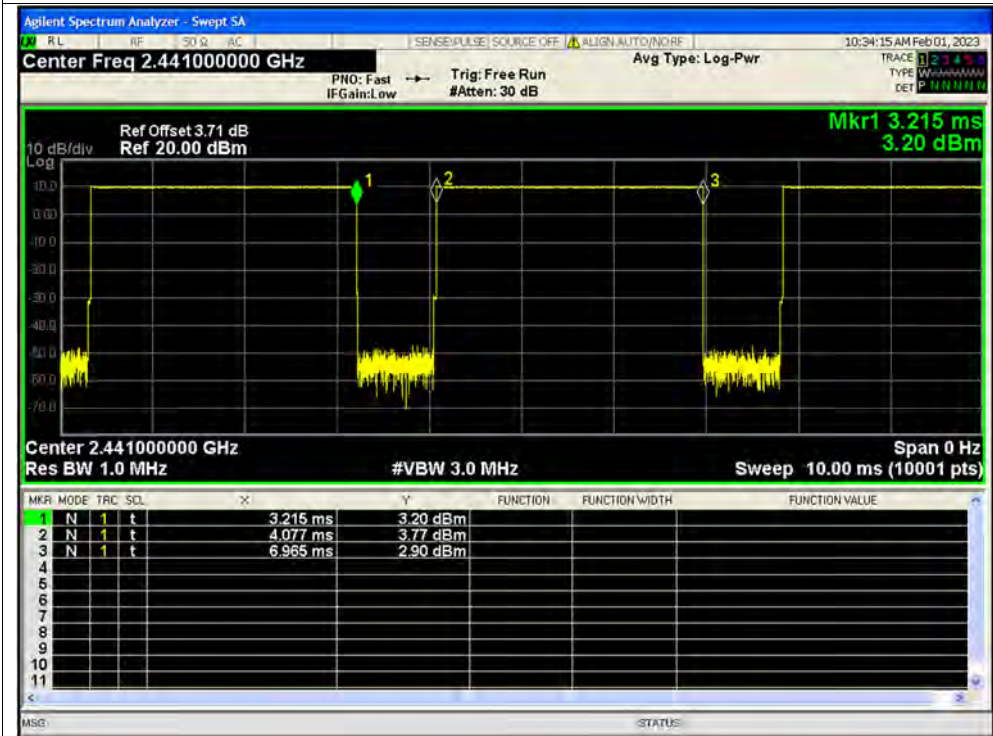 Agilent Spectrum Analyzer - Swept SA
RL RF 50 Ω AC SENSE:PULSE SOURCE OFF ALIGN AUTO/NO RF 10:34:15 AM Feb 01, 2023
Center Freq 2.441000000 GHz Avg Type: Log-Pwr TRACE 1 2 3 4 5 6
PNO: Fast Trig: Free Run TYPE W
IFGain:Low #Atten: 30 dB DET P N N N N N
Mkr1 3.215 ms
Ref Offset 3.71 dB
10 dB/div Ref 20.00 dBm 3.20 dBm
Log
10.0
0.00
-10.0
-20.0
-30.0
-40.0
-50.0
-60.0
-70.0
1 2 3
Center 2.441000000 GHz Span 0 Hz
Res BW 1.0 MHz #VBW 3.0 MHz Sweep 10.00 ms (10001 pts)
MKR MODE TRC SCL X Y FUNCTION FUNCTION WIDTH FUNCTION VALUE
1 N 1 t 3.215 ms 3.20 dBm
2 N 1 t 4.077 ms 3.77 dBm
3 N 1 t 6.965 ms 2.90 dBm
4
5
6
7
8
9
10
11
MSG STATUS